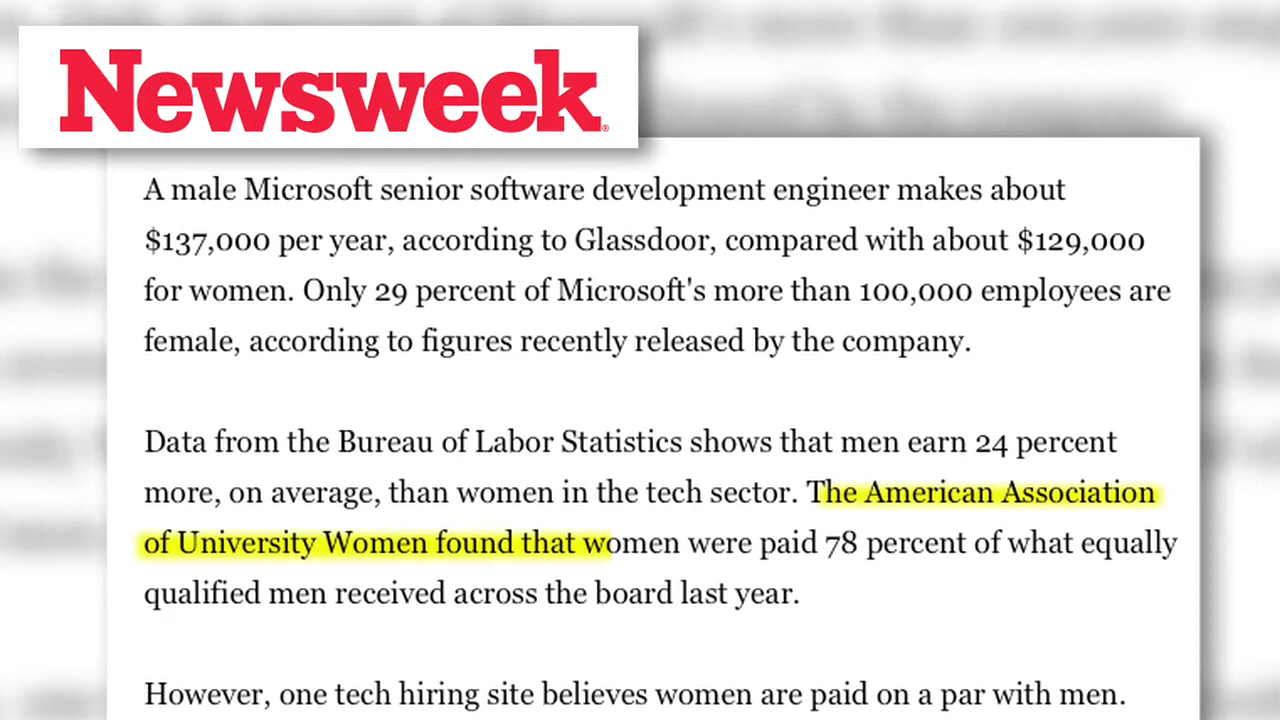 Newsweek
A male Microsoft senior software development engineer makes about
$137,000 per year, according to Glassdoor, compared with about $129,000
for women. Only 29 percent of Microsoft's more than 100,000 employees are
female, according to figures recently released by the company.
Data from the Bureau of Labor Statistics shows that men earn 24 percent
more, on average, than women in the tech sector. The American Association
of University Women found that women were paid 78 percent of what equally
qualified men received across the board last year.
However, one tech hiring site believes women are paid on a par with men.